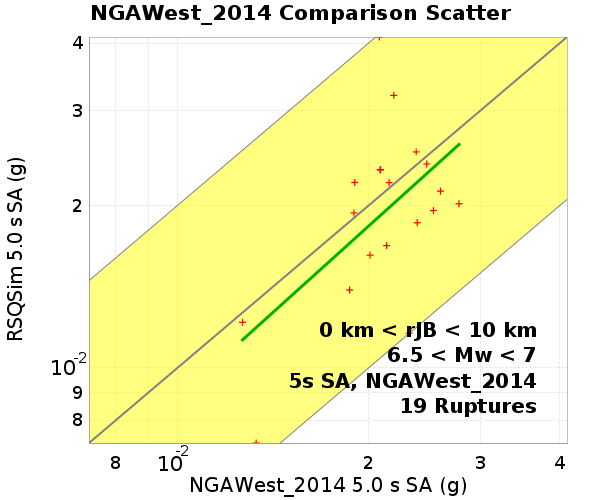 NGAWest_2014 Comparison Scatter
RSQSim 5.0 s SA (g)
4
3
2
10-2
9
8
0 km < rJB < 10 km
6.5 < Mw < 7
5s SA, NGAWest_2014
19 Ruptures
8 10-2 2 3 4
NGAWest_2014 5.0 s SA (g)